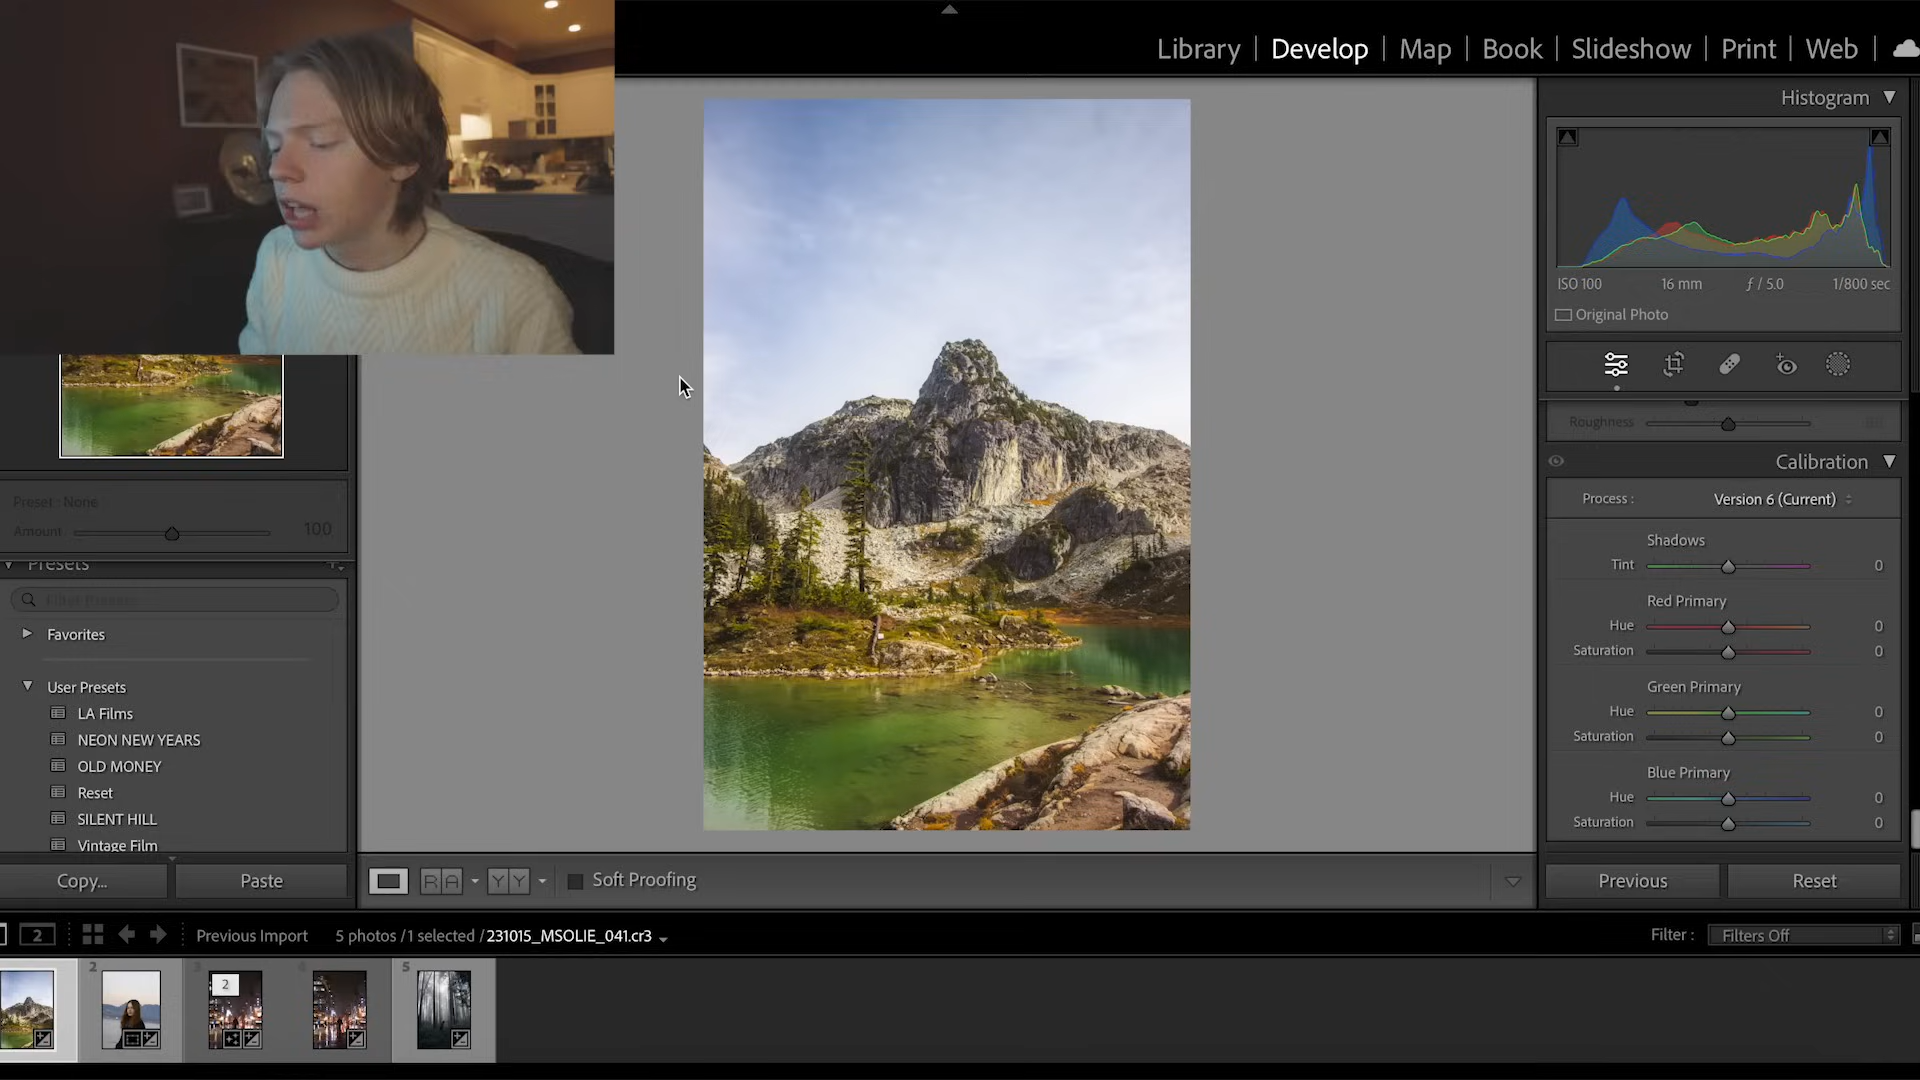 Library | Develop | Map | Book | Slideshow | Print | Web |
Histogram
ISO 100 16 mm ƒ / 5.0 1/800 sec
Original Photo
Roughness
Calibration
Process : Version 6 (Current)
Shadows
Tint 0
Red Primary
Hue 0
Saturation 0
Green Primary
Hue 0
Saturation 0
Blue Primary
Hue 0
Saturation 0
Previous Reset
Preset : None
Amount 100
Presets
Filter Presets
Favorites
User Presets
LA Films
NEON NEW YEARS
OLD MONEY
Reset
SILENT HILL
Vintage Film
Copy... Paste
R A Y Y Soft Proofing
2 Previous Import 5 photos / 1 selected / 231015_MSOLIE_041.cr3 Filter : Filters Off
2 3 2 4 5